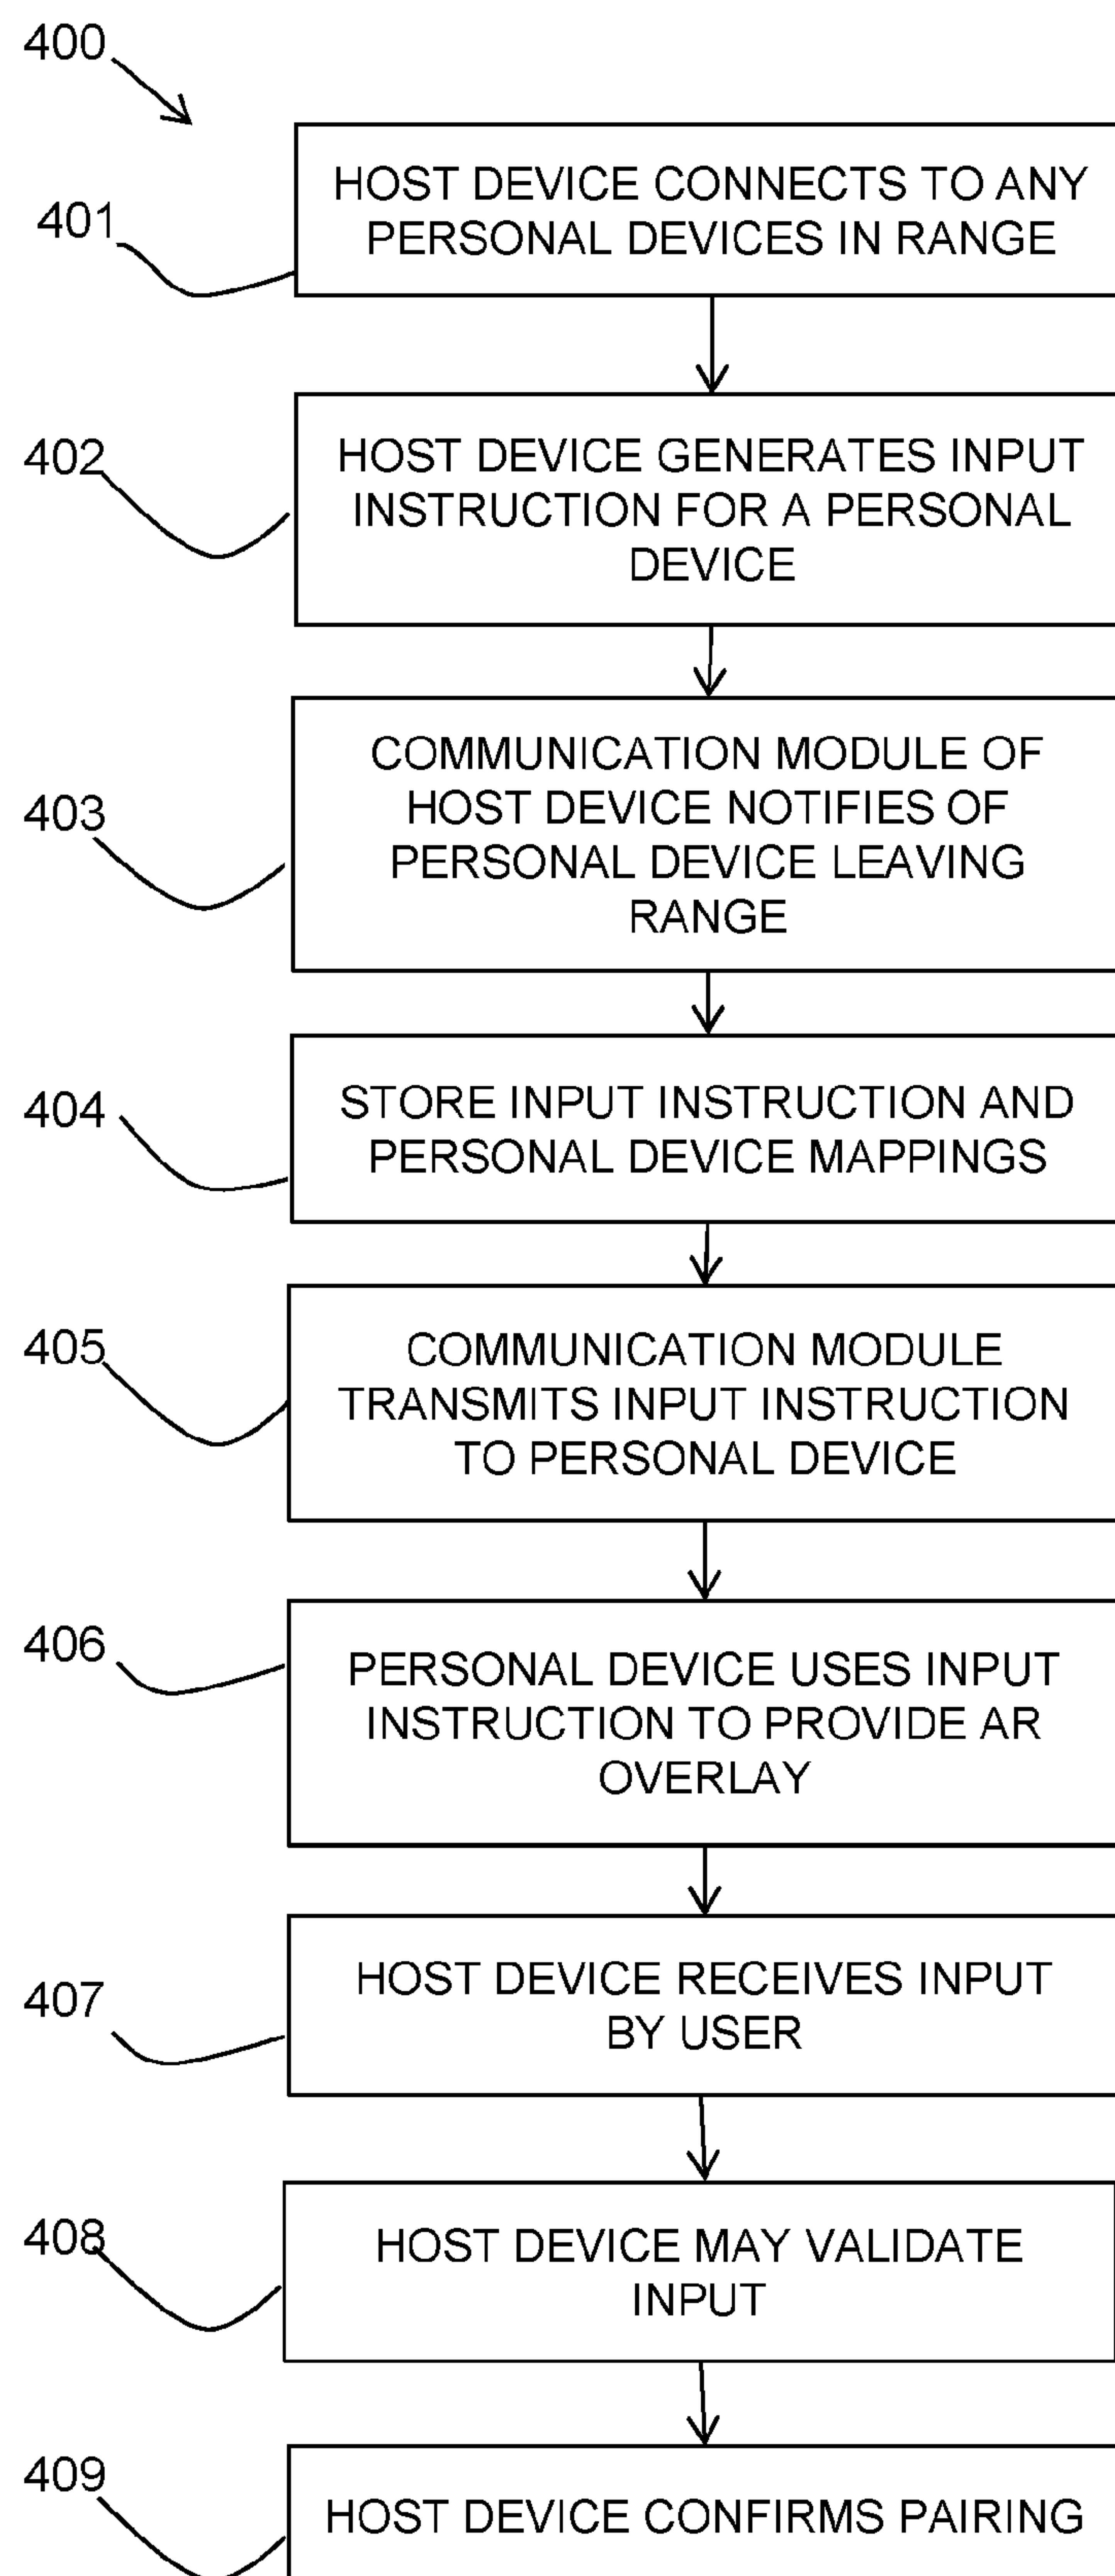 400
401
HOST DEVICE CONNECTS TO ANY
PERSONAL DEVICES IN RANGE
402
HOST DEVICE GENERATES INPUT
INSTRUCTION FOR A PERSONAL
DEVICE
403
COMMUNICATION MODULE OF
HOST DEVICE NOTIFIES OF
PERSONAL DEVICE LEAVING
RANGE
404
STORE INPUT INSTRUCTION AND
PERSONAL DEVICE MAPPINGS
405
COMMUNICATION MODULE
TRANSMITS INPUT INSTRUCTION
TO PERSONAL DEVICE
406
PERSONAL DEVICE USES INPUT
INSTRUCTION TO PROVIDE AR
OVERLAY
407
HOST DEVICE RECEIVES INPUT
BY USER
408
HOST DEVICE MAY VALIDATE
INPUT
409
HOST DEVICE CONFIRMS PAIRING